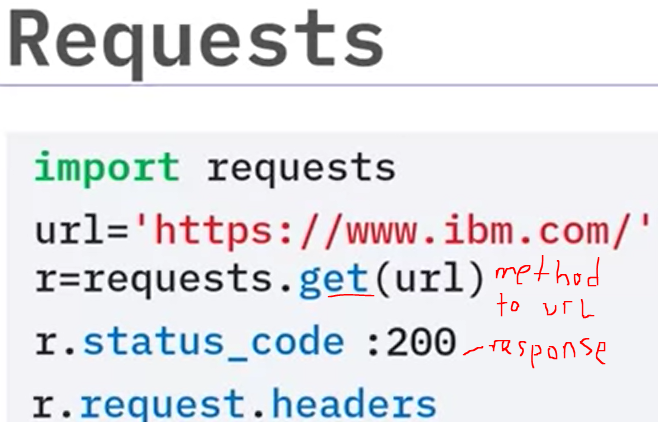 Requests
import requests
url='https://www.ibm.com/'
r=requests.get(url) method
to URL
r.status_code :200 - response
r.request.headers